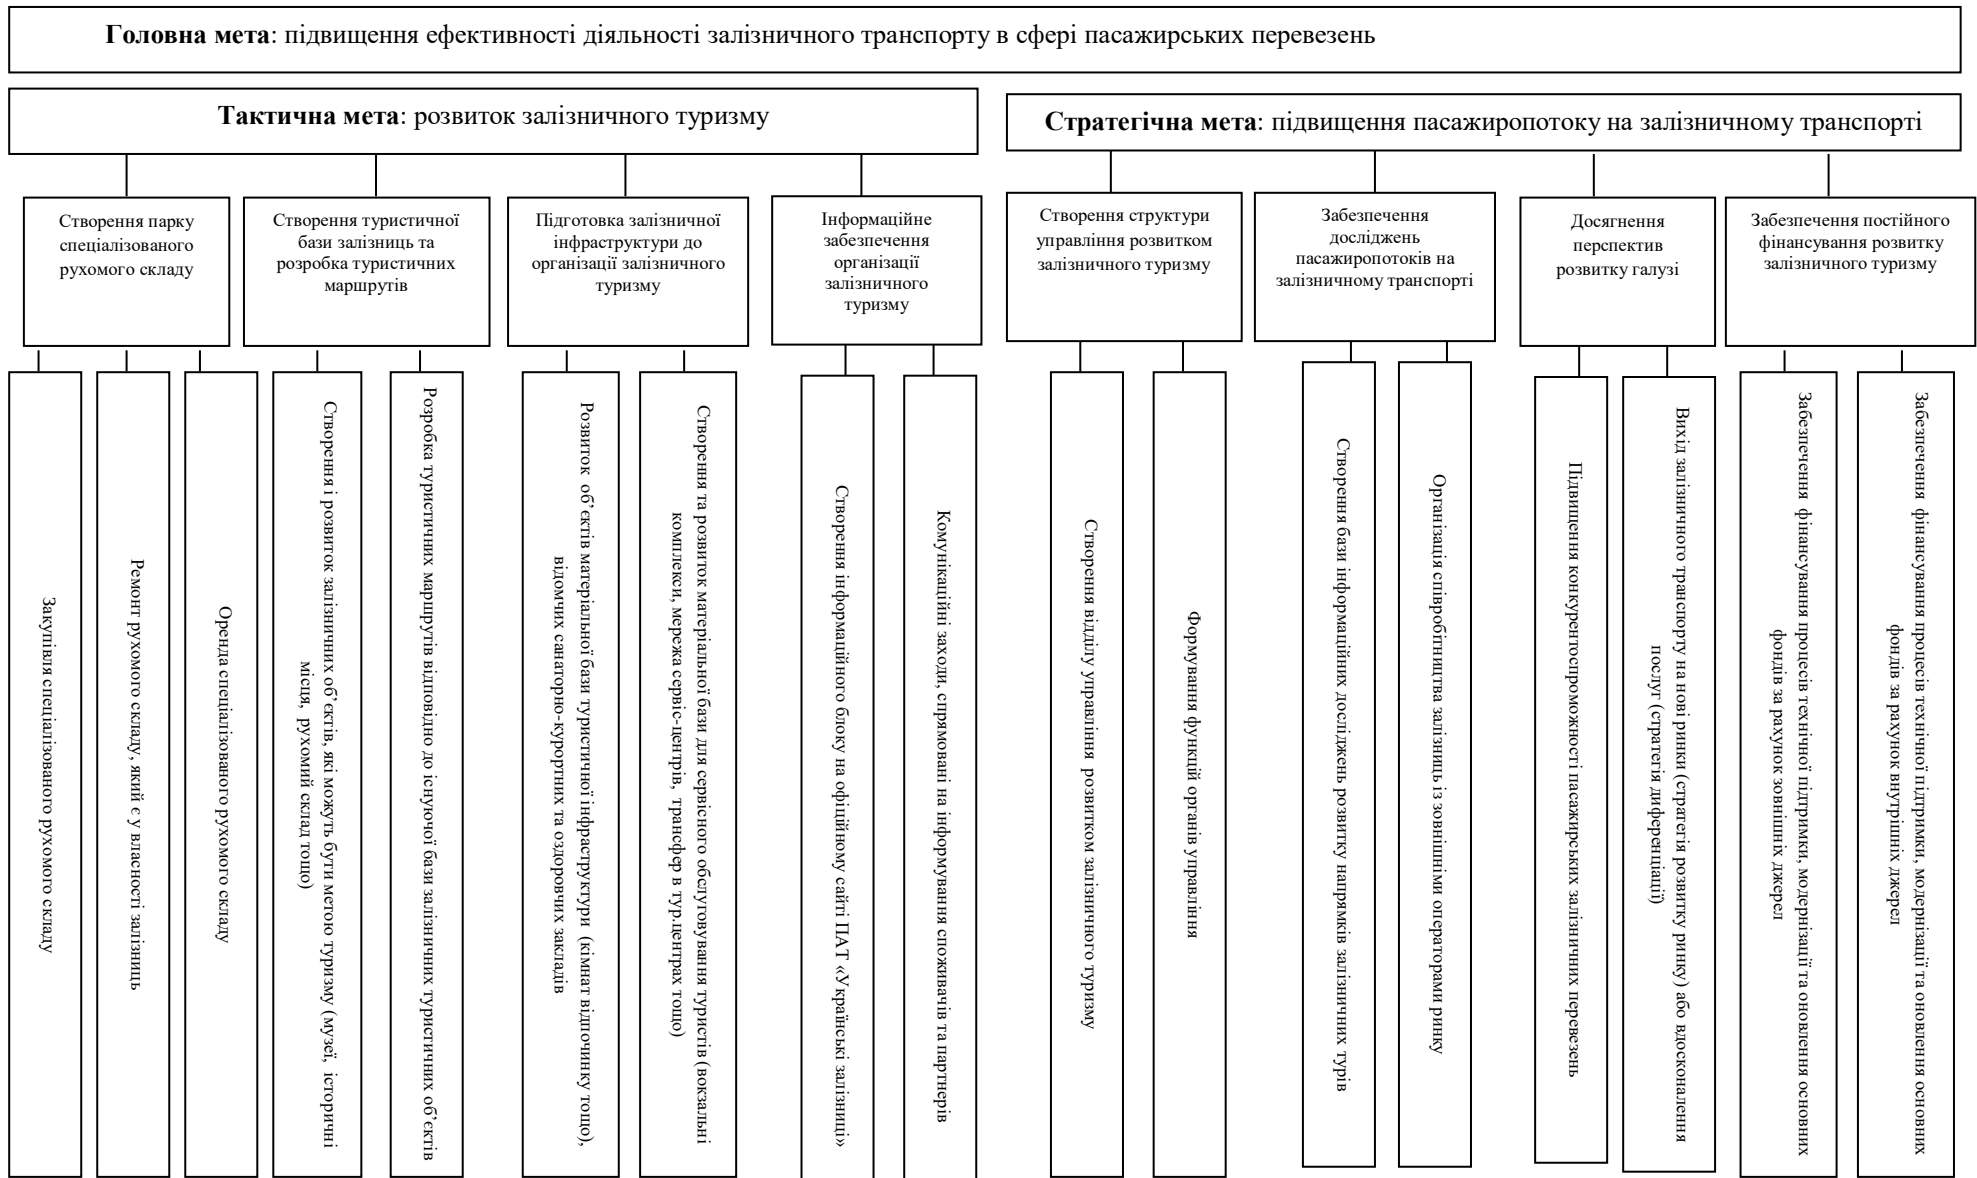 Головна мета: підвищення ефективності діяльності залізничного транспорту в сфері пасажирських перевезень
Тактична мета: розвиток залізничного туризму
Стратегічна мета: підвищення пасажиропотоку на залізничному транспорті
Створення парку
спеціалізованого
рухомого складу
Створення туристичної
бази залізниць та
розробка туристичних
маршрутів
Підготовка залізничної
інфраструктури до
організації залізничного
туризму
Інформаційне
забезпечення
організації
залізничного
туризму
Створення структури
управління розвитком
залізничного туризму
Забезпечення
досліджень
пасажиропотоків на
залізничному транспорті
Досягнення
перспектив
розвитку галузі
Забезпечення постійного
фінансування розвитку
залізничного туризму
Закупівля спеціалізованого рухомого складу
Ремонт рухомого складу, який є у власності залізниць
Оренда спеціалізованого рухомого складу
Створення і розвиток залізничних об’єктів, які можуть бути метою туризму (музеї, історичні
місця, рухомий склад тощо)
Розробка туристичних маршрутів відповідно до існуючої бази залізничних туристичних об’єктів
Розвиток об’єктів матеріальної бази туристичної інфраструктури (кімнат відпочинку тощо),
відомчих санаторно-курортних та оздоровчих закладів
Створення та розвиток матеріальної бази для сервісного обслуговування туристів (вокзальні
комплекси, мережа сервіс-центрів, трансфер в тур.центрах тощо)
Створення інформаційного блоку на офіційному сайті ПАТ «Українські залізниці»
Комунікаційні заходи, спрямовані на інформування споживачів та партнерів
Створення відділу управління розвитком залізничного туризму
Формування функцій органів управління
Створення бази інформаційних досліджень розвитку напрямків залізничних турів
Організація співробітництва залізниць із зовнішніми операторами ринку
Підвищення конкурентоспроможності пасажирських залізничних перевезень
Вихід залізничного транспорту на нові ринки (стратегія розвитку ринку) або вдосконалення
послуг (стратегія диференціації)
Забезпечення фінансування процесів технічної підтримки, модернізації та оновлення основних
фондів за рахунок зовнішніх джерел
Забезпечення фінансування процесів технічної підтримки, модернізації та оновлення основних
фондів за рахунок внутрішніх джерел